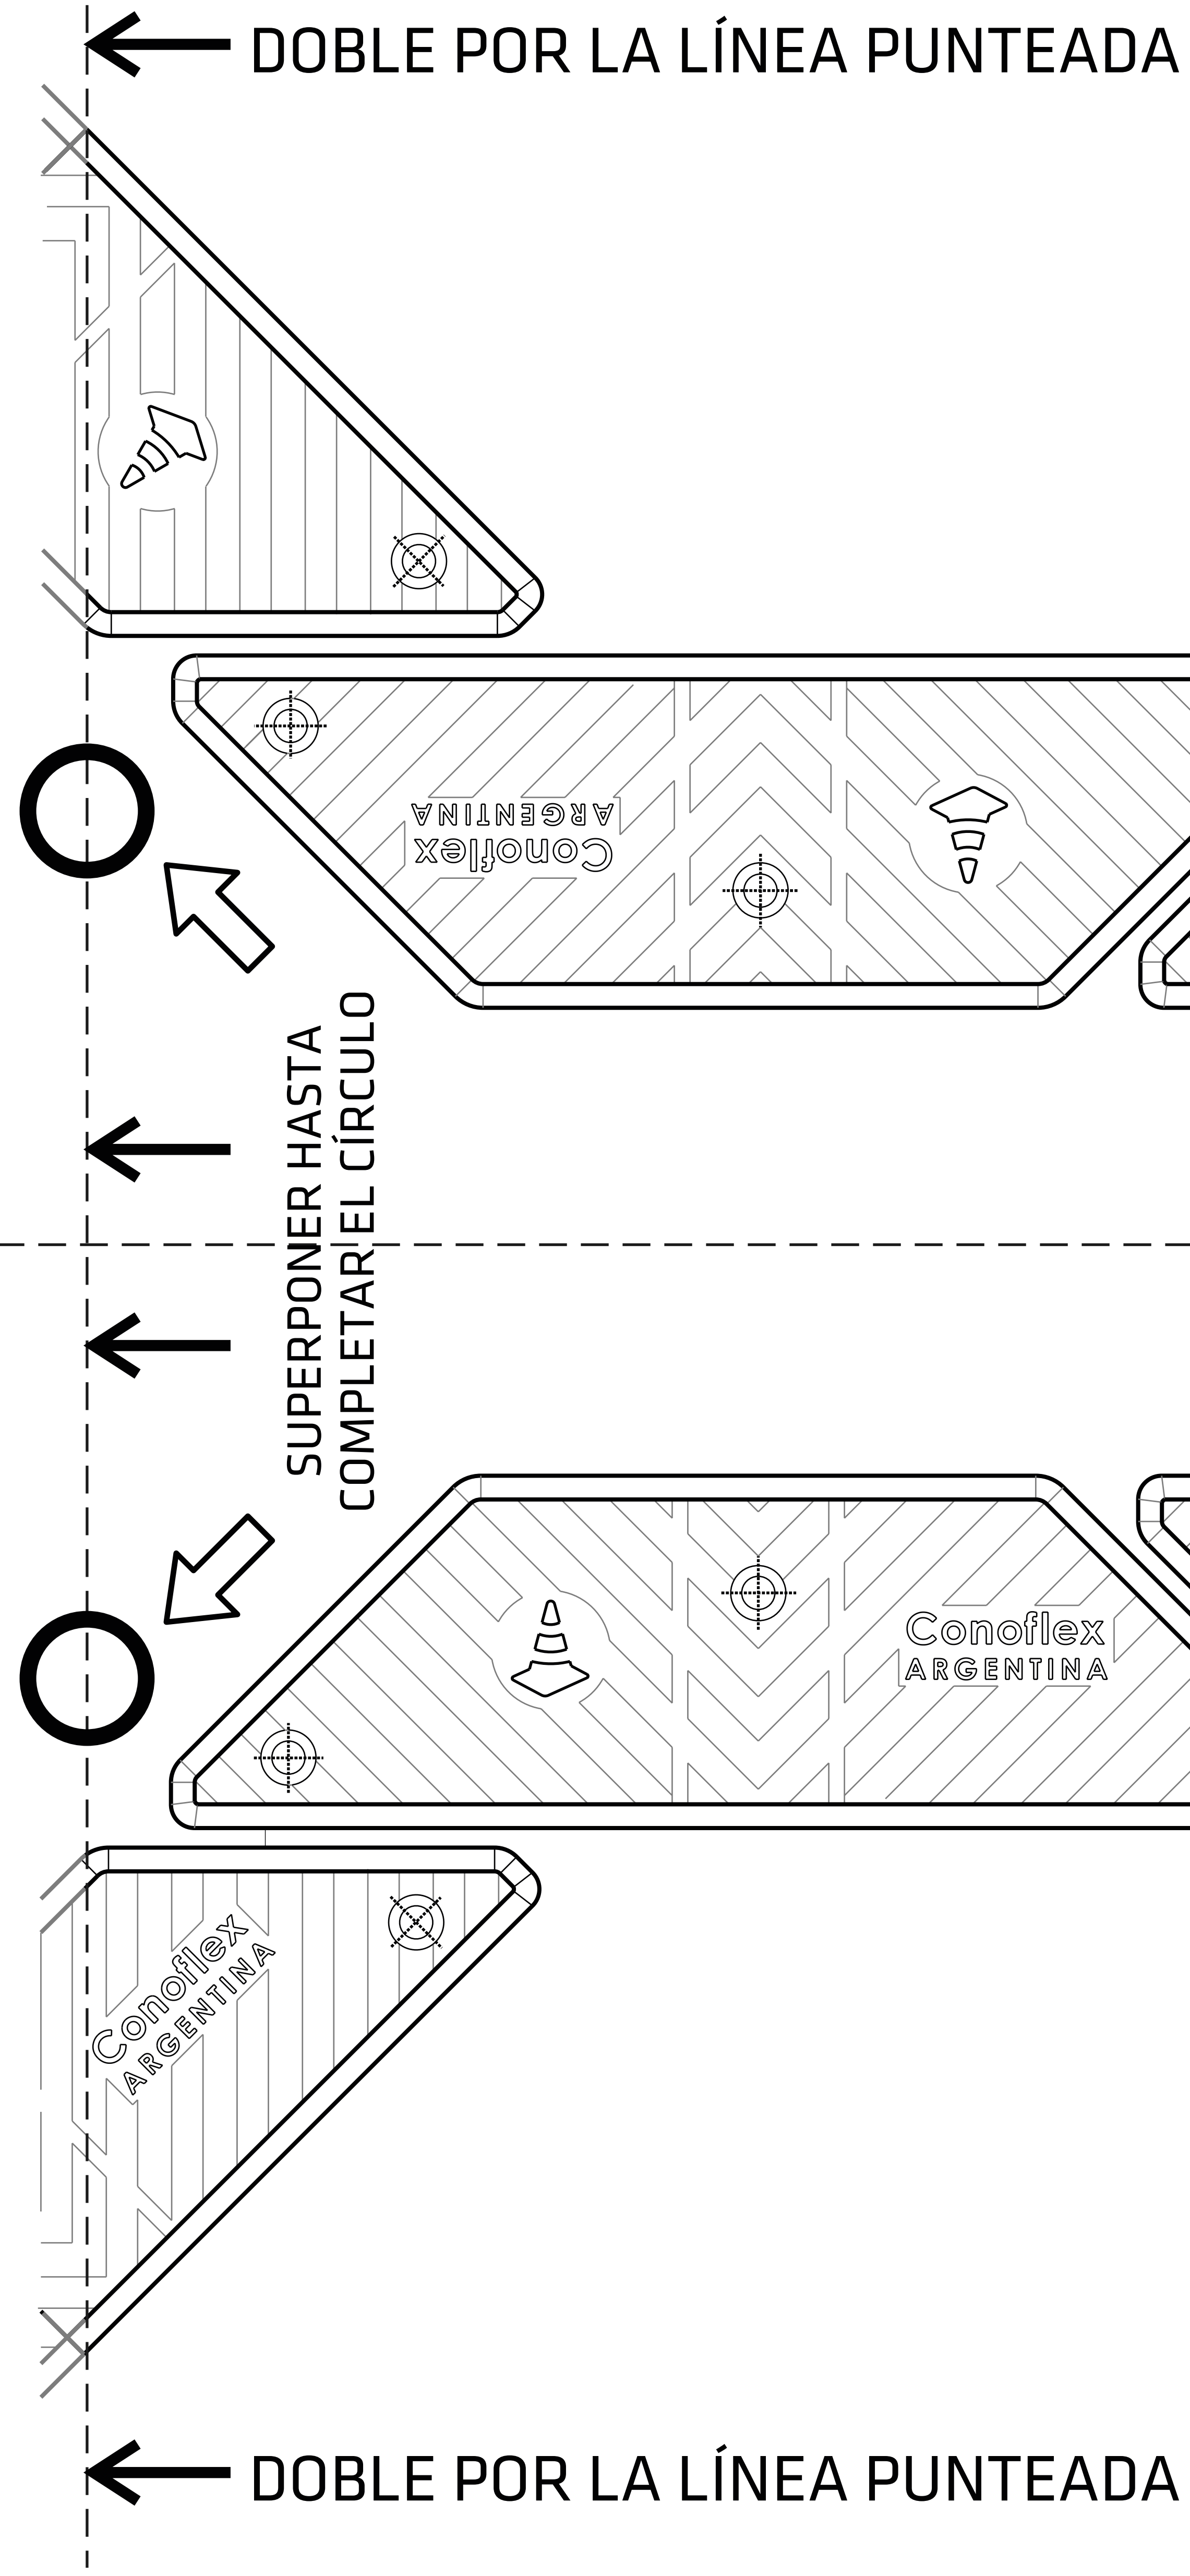 DOBLE POR LA LÍNEA PUNTEADA
Conoflex
ARGENTINA
SUPERPONER HASTA
COMPLETAR EL CÍRCULO
Conoflex
ARGENTINA
Conoflex
ARGENTINA
DOBLE POR LA LÍNEA PUNTEADA